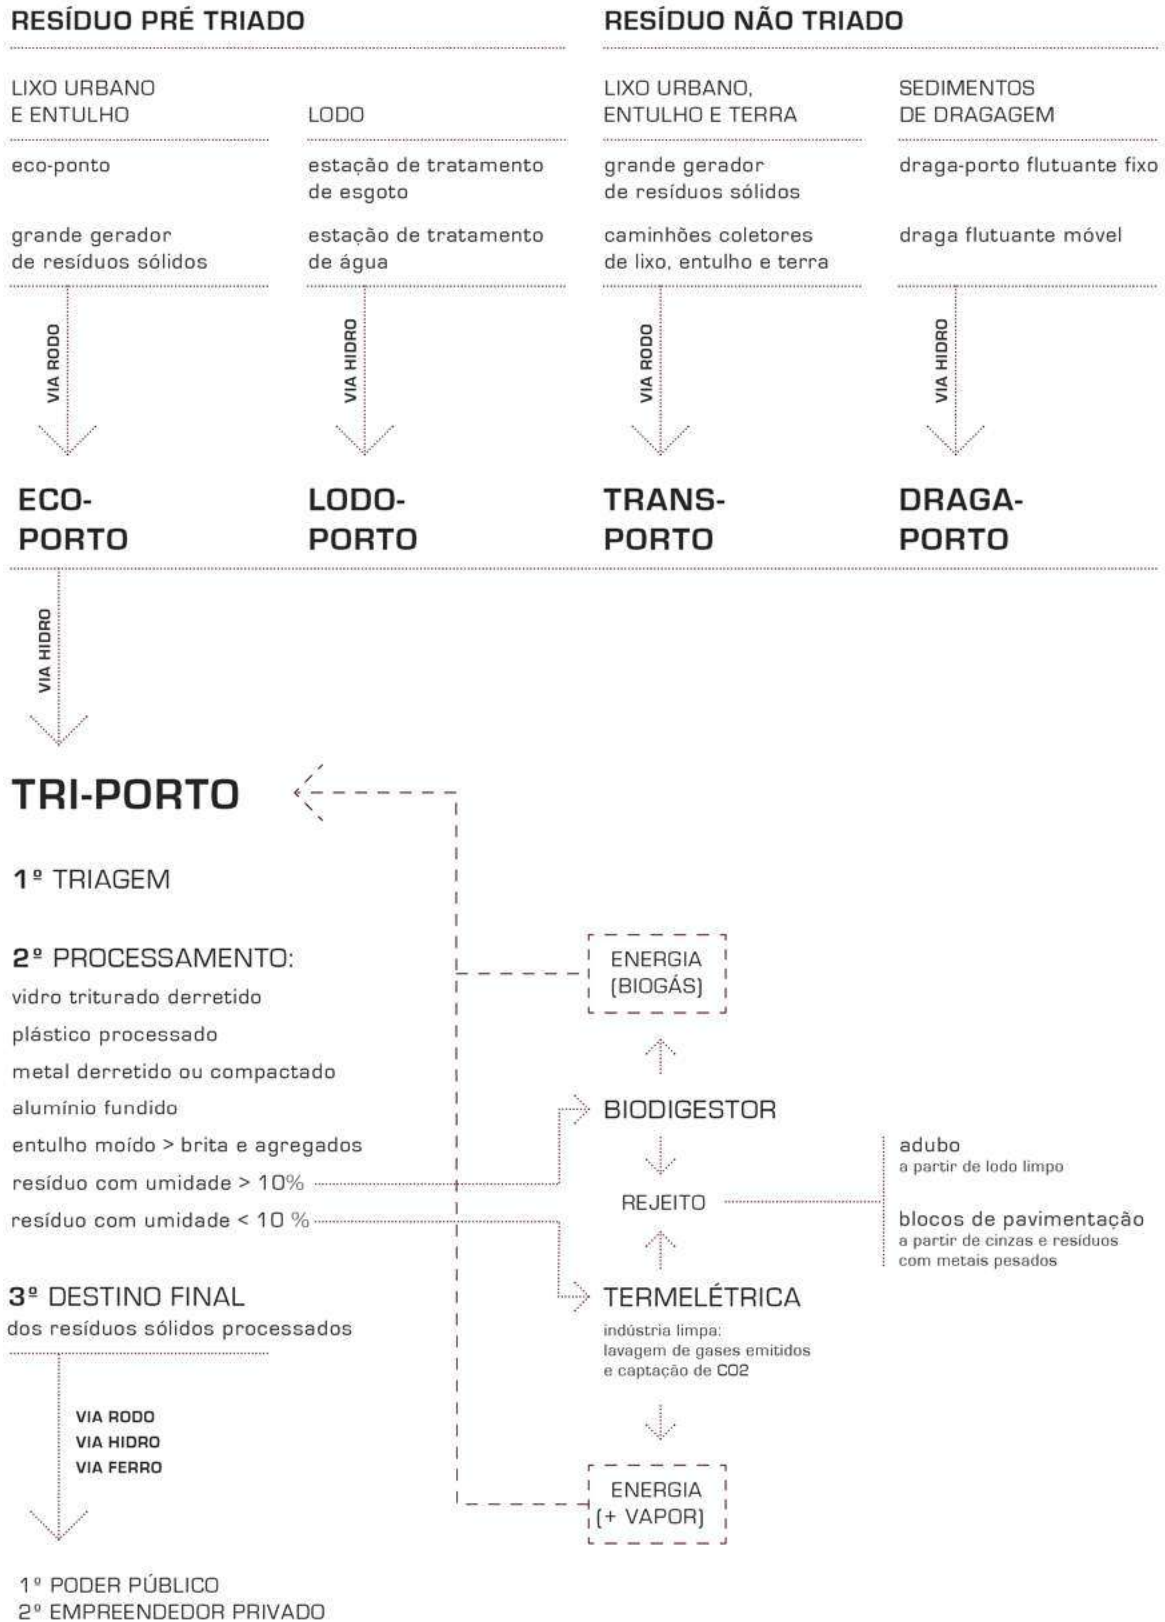 RESÍDUO PRÉ TRIADO
RESÍDUO NÃO TRIADO
LIXO URBANO
E ENTULHO
LODO
LIXO URBANO,
ENTULHO E TERRA
SEDIMENTOS
DE DRAGAGEM
eco-ponto
grande gerador
de resíduos sólidos
estação de tratamento
de esgoto
estação de tratamento
de água
grande gerador
de resíduos sólidos
caminhões coletores
de lixo, entulho e terra
draga-porto flutuante fixo
draga flutuante móvel
VIA RODO
VIA HIDRO
VIA RODO
VIA HIDRO
ECO-
PORTO
LODO-
PORTO
TRANS-
PORTO
DRAGA-
PORTO
VIA HIDRO
TRI-PORTO
1º TRIAGEM
2º PROCESSAMENTO:
vidro triturado derretido
plástico processado
metal derretido ou compactado
alumínio fundido
entulho moído > brita e agregados
resíduo com umidade > 10%
resíduo com umidade < 10 %
3º DESTINO FINAL
dos resíduos sólidos processados
VIA RODO
VIA HIDRO
VIA FERRO
1º PODER PÚBLICO
2º EMPREENDEDOR PRIVADO
ENERGIA
(BIOGÁS)
BIODIGESTOR
REJEITO
adubo
a partir de lodo limpo
blocos de pavimentação
a partir de cinzas e resíduos
com metais pesados
TERMELÉTRICA
indústria limpa:
lavagem de gases emitidos
e captação de CO2
ENERGIA
(+ VAPOR)